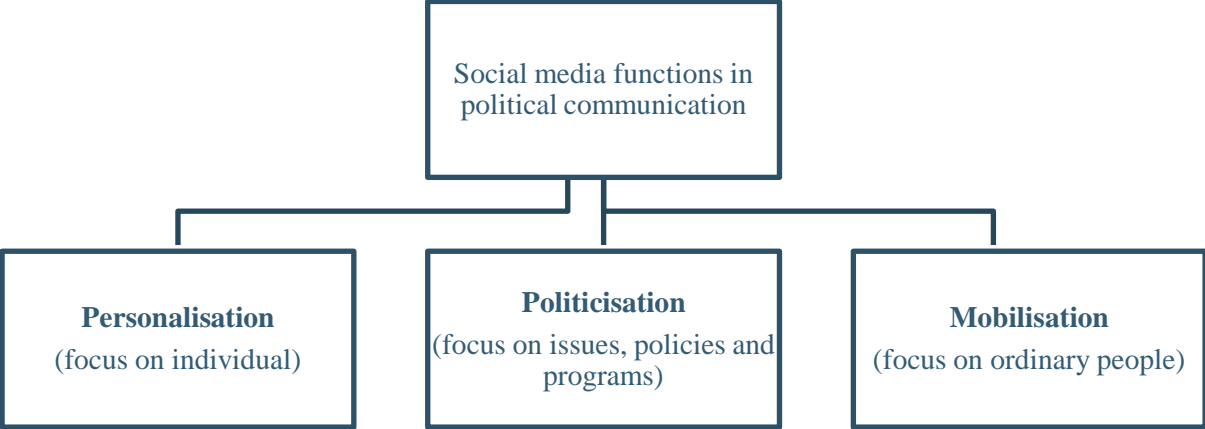 Social media functions in
political communication
Personalisation
(focus on individual)
Politicisation
(focus on issues, policies and
programs)
Mobilisation
(focus on ordinary people)